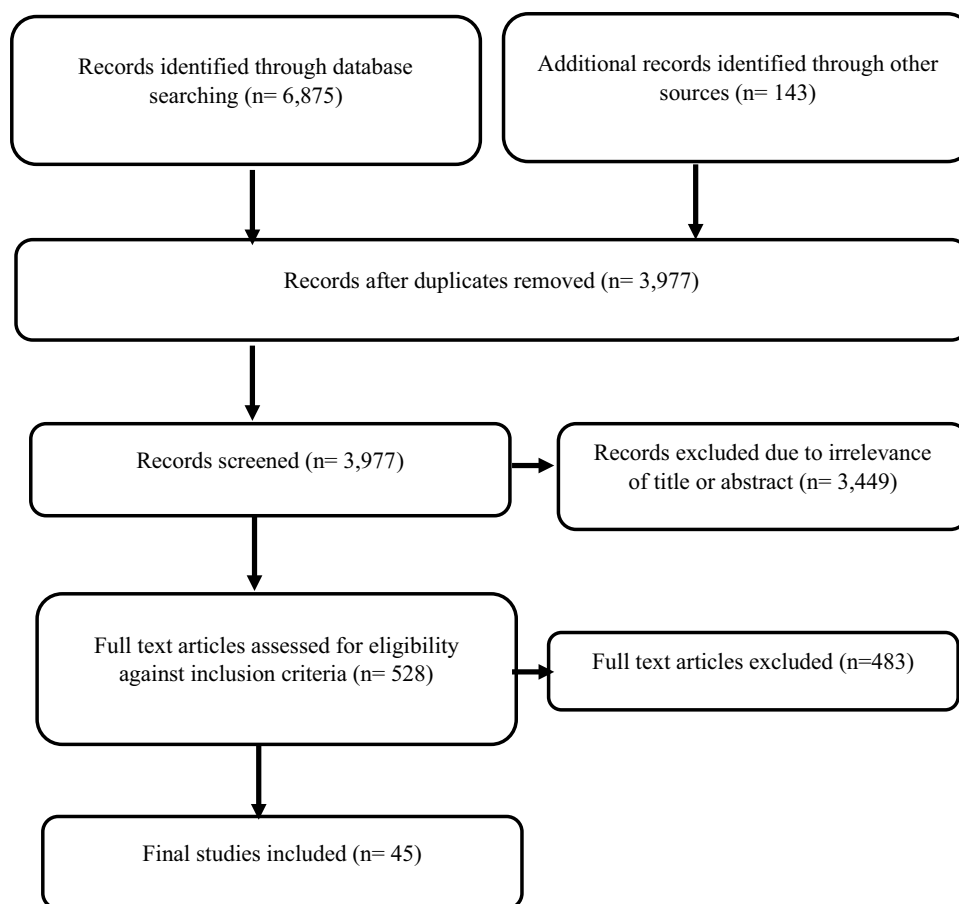 Records identified through database
searching (n= 6,875)
Additional records identified through other
sources (n= 143)
Records after duplicates removed (n= 3,977)
Records screened (n= 3,977)
Records excluded due to irrelevance
of title or abstract (n= 3,449)
Full text articles assessed for eligibility
against inclusion criteria (n= 528)
Full text articles excluded (n=483)
Final studies included (n= 45)